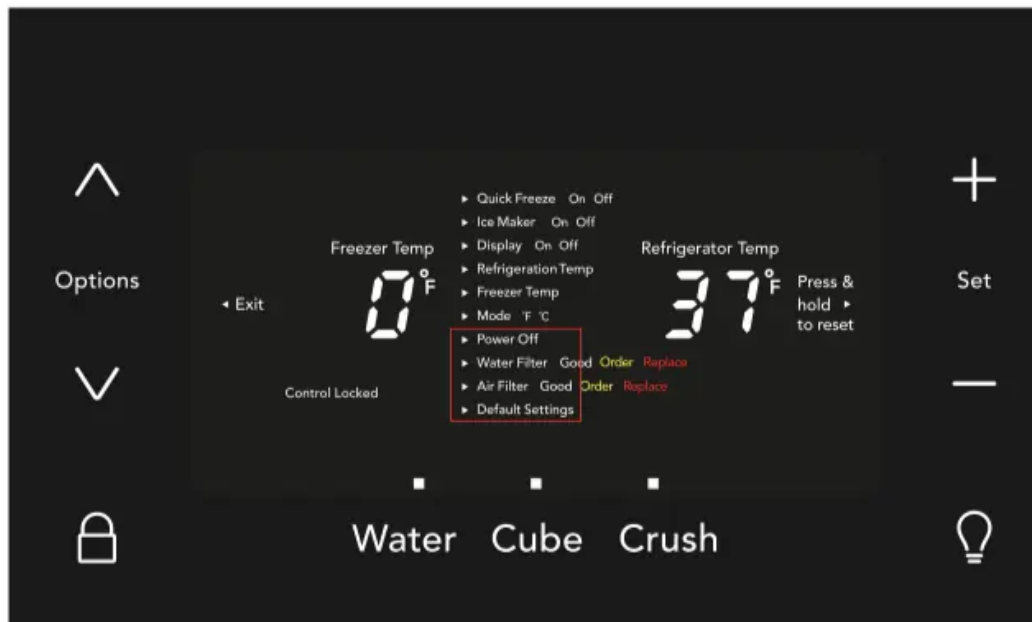 Options
◂ Exit
Freezer Temp
0°F
Control Locked
▸ Quick Freeze On Off
▸ Ice Maker On Off
▸ Display On Off
▸ Refrigeration Temp
▸ Freezer Temp
▸ Mode °F °C
▸ Power Off
▸ Water Filter Good Order Replace
▸ Air Filter Good Order Replace
▸ Default Settings
Refrigerator Temp
37°F
Press &
hold ▸
to reset
Set
Water Cube Crush